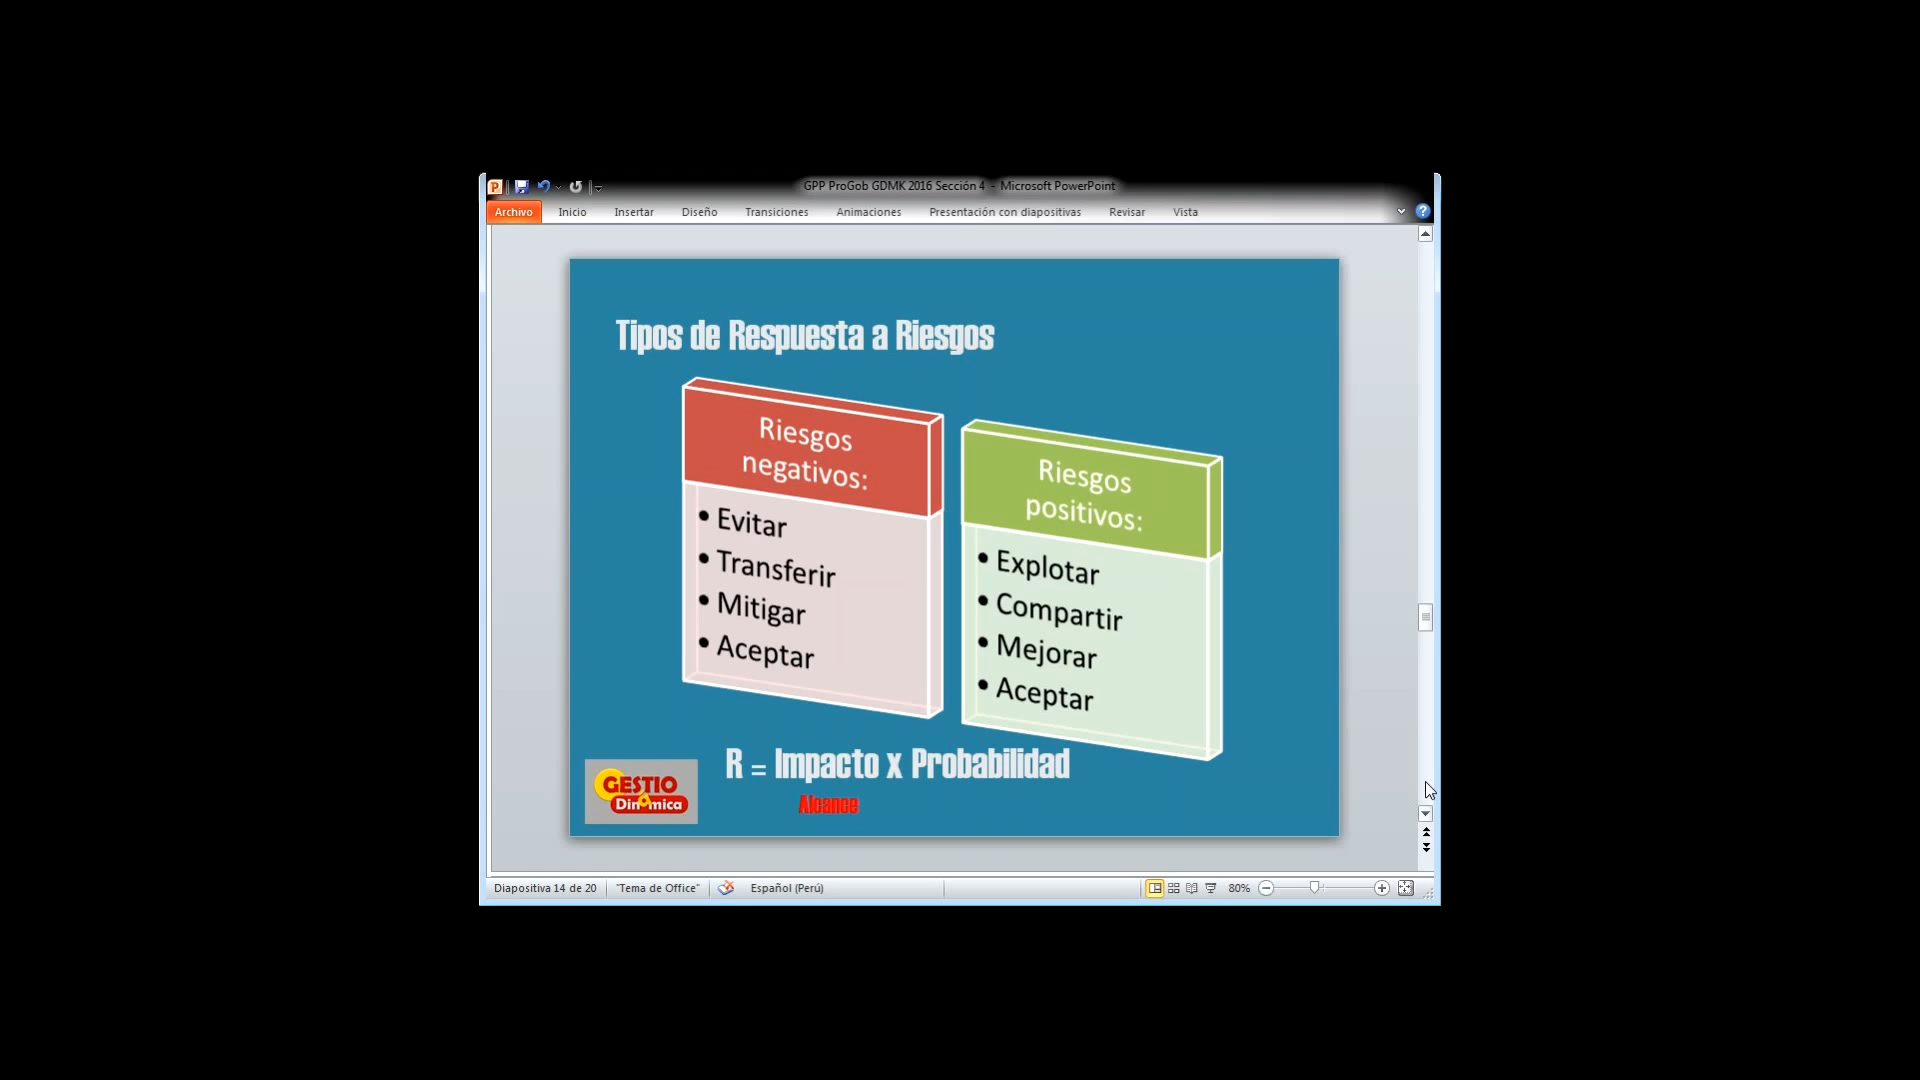 GPP ProGob GDMK 2016 Sección 4 - Microsoft PowerPoint
Archivo Inicio Insertar Diseño Transiciones Animaciones Presentación con diapositivas Revisar Vista
Tipos de Respuesta a Riesgos
Riesgos
negativos:
• Evitar
• Transferir
• Mitigar
• Aceptar
Riesgos
positivos:
• Explotar
• Compartir
• Mejorar
• Aceptar
R = Impacto x Probabilidad
Alcance
GESTIO
Dinámica
Diapositiva 14 de 20 "Tema de Office" Español (Perú) 80%